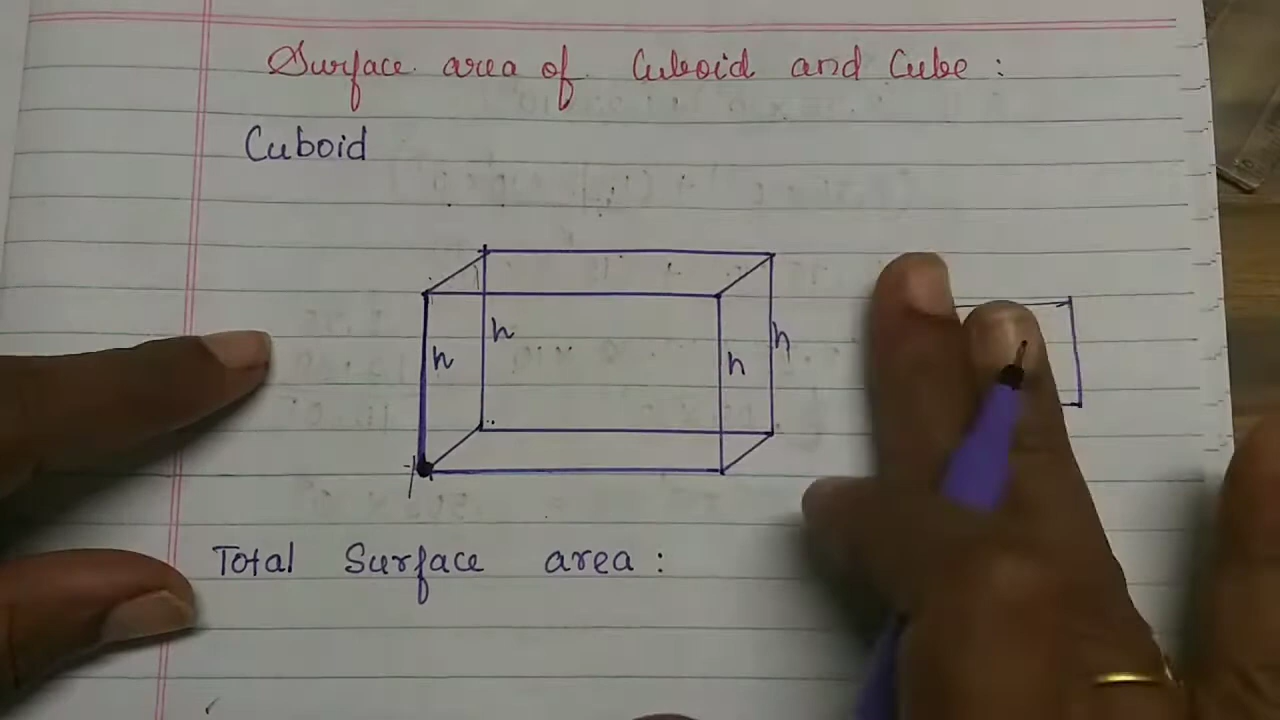 Surface area of Cuboid and Cube :
Cuboid
h h h h
Total Surface area :